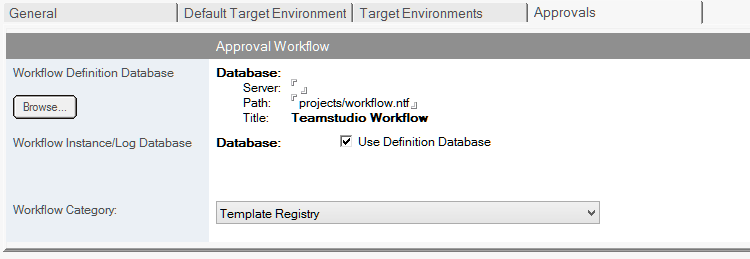 General Default Target Environment Target Environments Approvals
Approval Workflow
Workflow Definition Database Database:
Server:
Browse... Path: projects/workflow.ntf
Title: Teamstudio Workflow
Workflow Instance/Log Database Database: Use Definition Database
Workflow Category: Template Registry